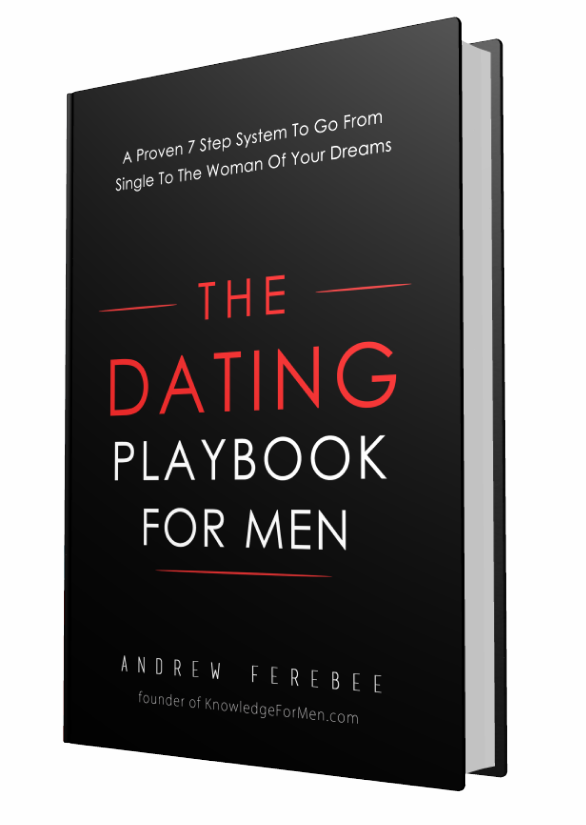 A Proven 7 Step System To Go From
Single To The Woman Of Your Dreams
THE
DATING
PLAYBOOK
FOR MEN
ANDREW FEREBEE
founder of KnowledgeForMen.com